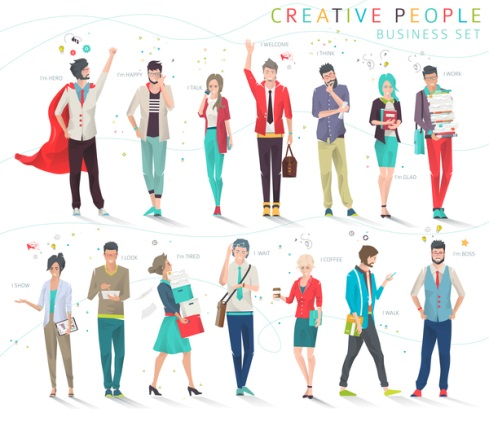 CREATIVE PEOPLE
BUSINESS SET
I'm HERO
I'm HAPPY
I TALK
I WELCOME
I THINK
I'm GLAD
I WORK
I SHOW
I LOOK
I'm TIRED
I WAIT
I COFFEE
I WALK
I'm BOSS